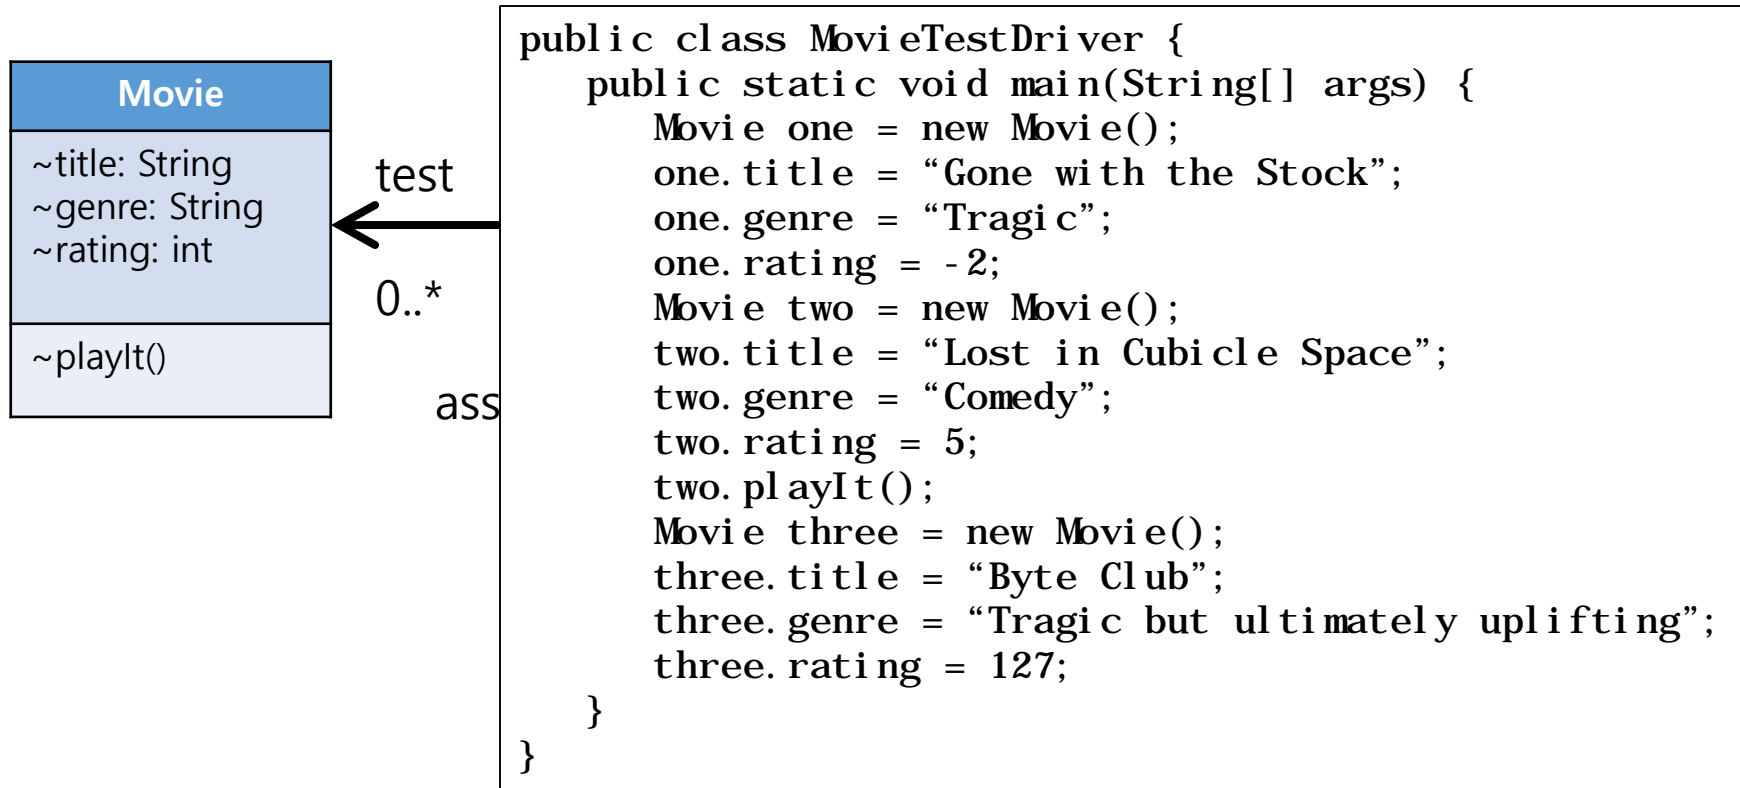 Movie
~title: String
~genre: String
~rating: int
~playIt()
test
0..*
ass
public class MovieTestDriver {
public static void main(String[] args) {
Movie one = new Movie();
one.title = “Gone with the Stock”;
one.genre = “Tragic”;
one.rating = -2;
Movie two = new Movie();
two.title = “Lost in Cubicle Space”;
two.genre = “Comedy”;
two.rating = 5;
two.playIt();
Movie three = new Movie();
three.title = “Byte Club”;
three.genre = “Tragic but ultimately uplifting”;
three.rating = 127;
}
}